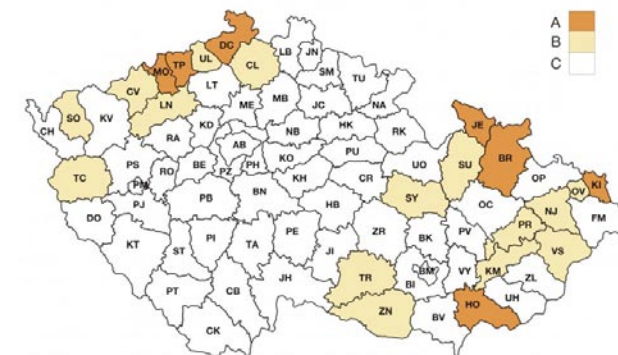 A
B
C
DC
LB
JN
MO
TP
UL
CL
SM
TU
CV
LN
LT
ME
MB
JC
NA
CH
SO
KV
RA
KD
NB
HK
RK
JE
AB
PH
KO
PU
UO
SU
BR
TC
PS
RO
BE
PZ
KH
CR
OP
OV
KI
PM
PJ
PB
BN
HB
SY
OC
NJ
FM
DO
KT
ST
PI
TA
PE
JI
ZR
BK
PV
PR
VS
TR
BM
BI
VY
KM
ZL
PT
CB
JH
ZN
BV
HO
UH
CK